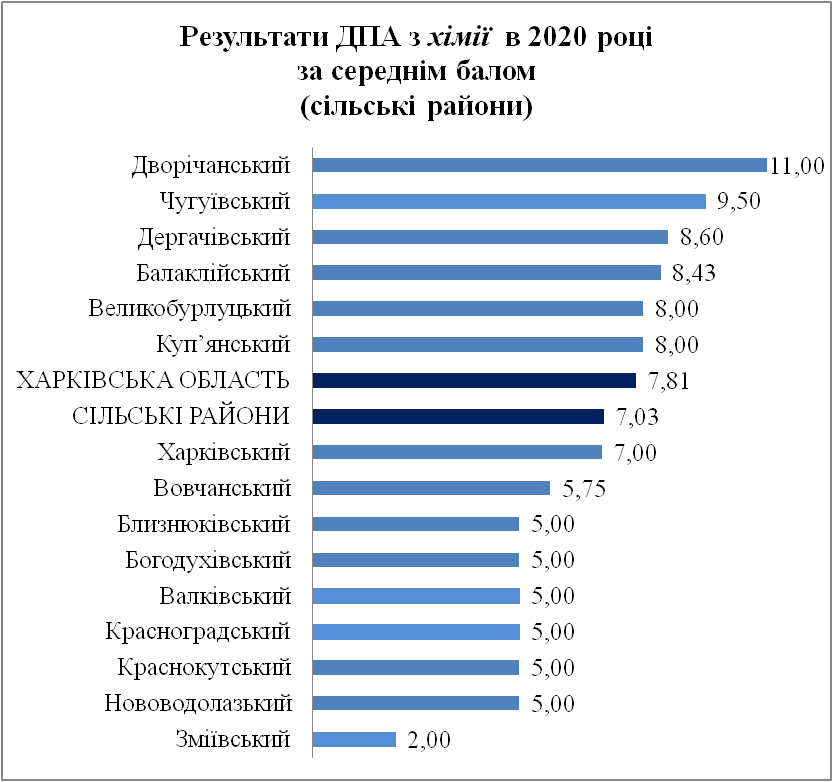 Результати ДПА з хімії в 2020 році
за середнім балом
(сільські райони)
Дворічанський 11,00
Чугуївський 9,50
Дергачівський 8,60
Балаклійський 8,43
Великобурлуцький 8,00
Куп’янський 8,00
ХАРКІВСЬКА ОБЛАСТЬ 7,81
СІЛЬСЬКІ РАЙОНИ 7,03
Харківський 7,00
Вовчанський 5,75
Близнюківський 5,00
Богодухівський 5,00
Валківський 5,00
Красноградський 5,00
Краснокутський 5,00
Нововодолазький 5,00
Зміївський 2,00